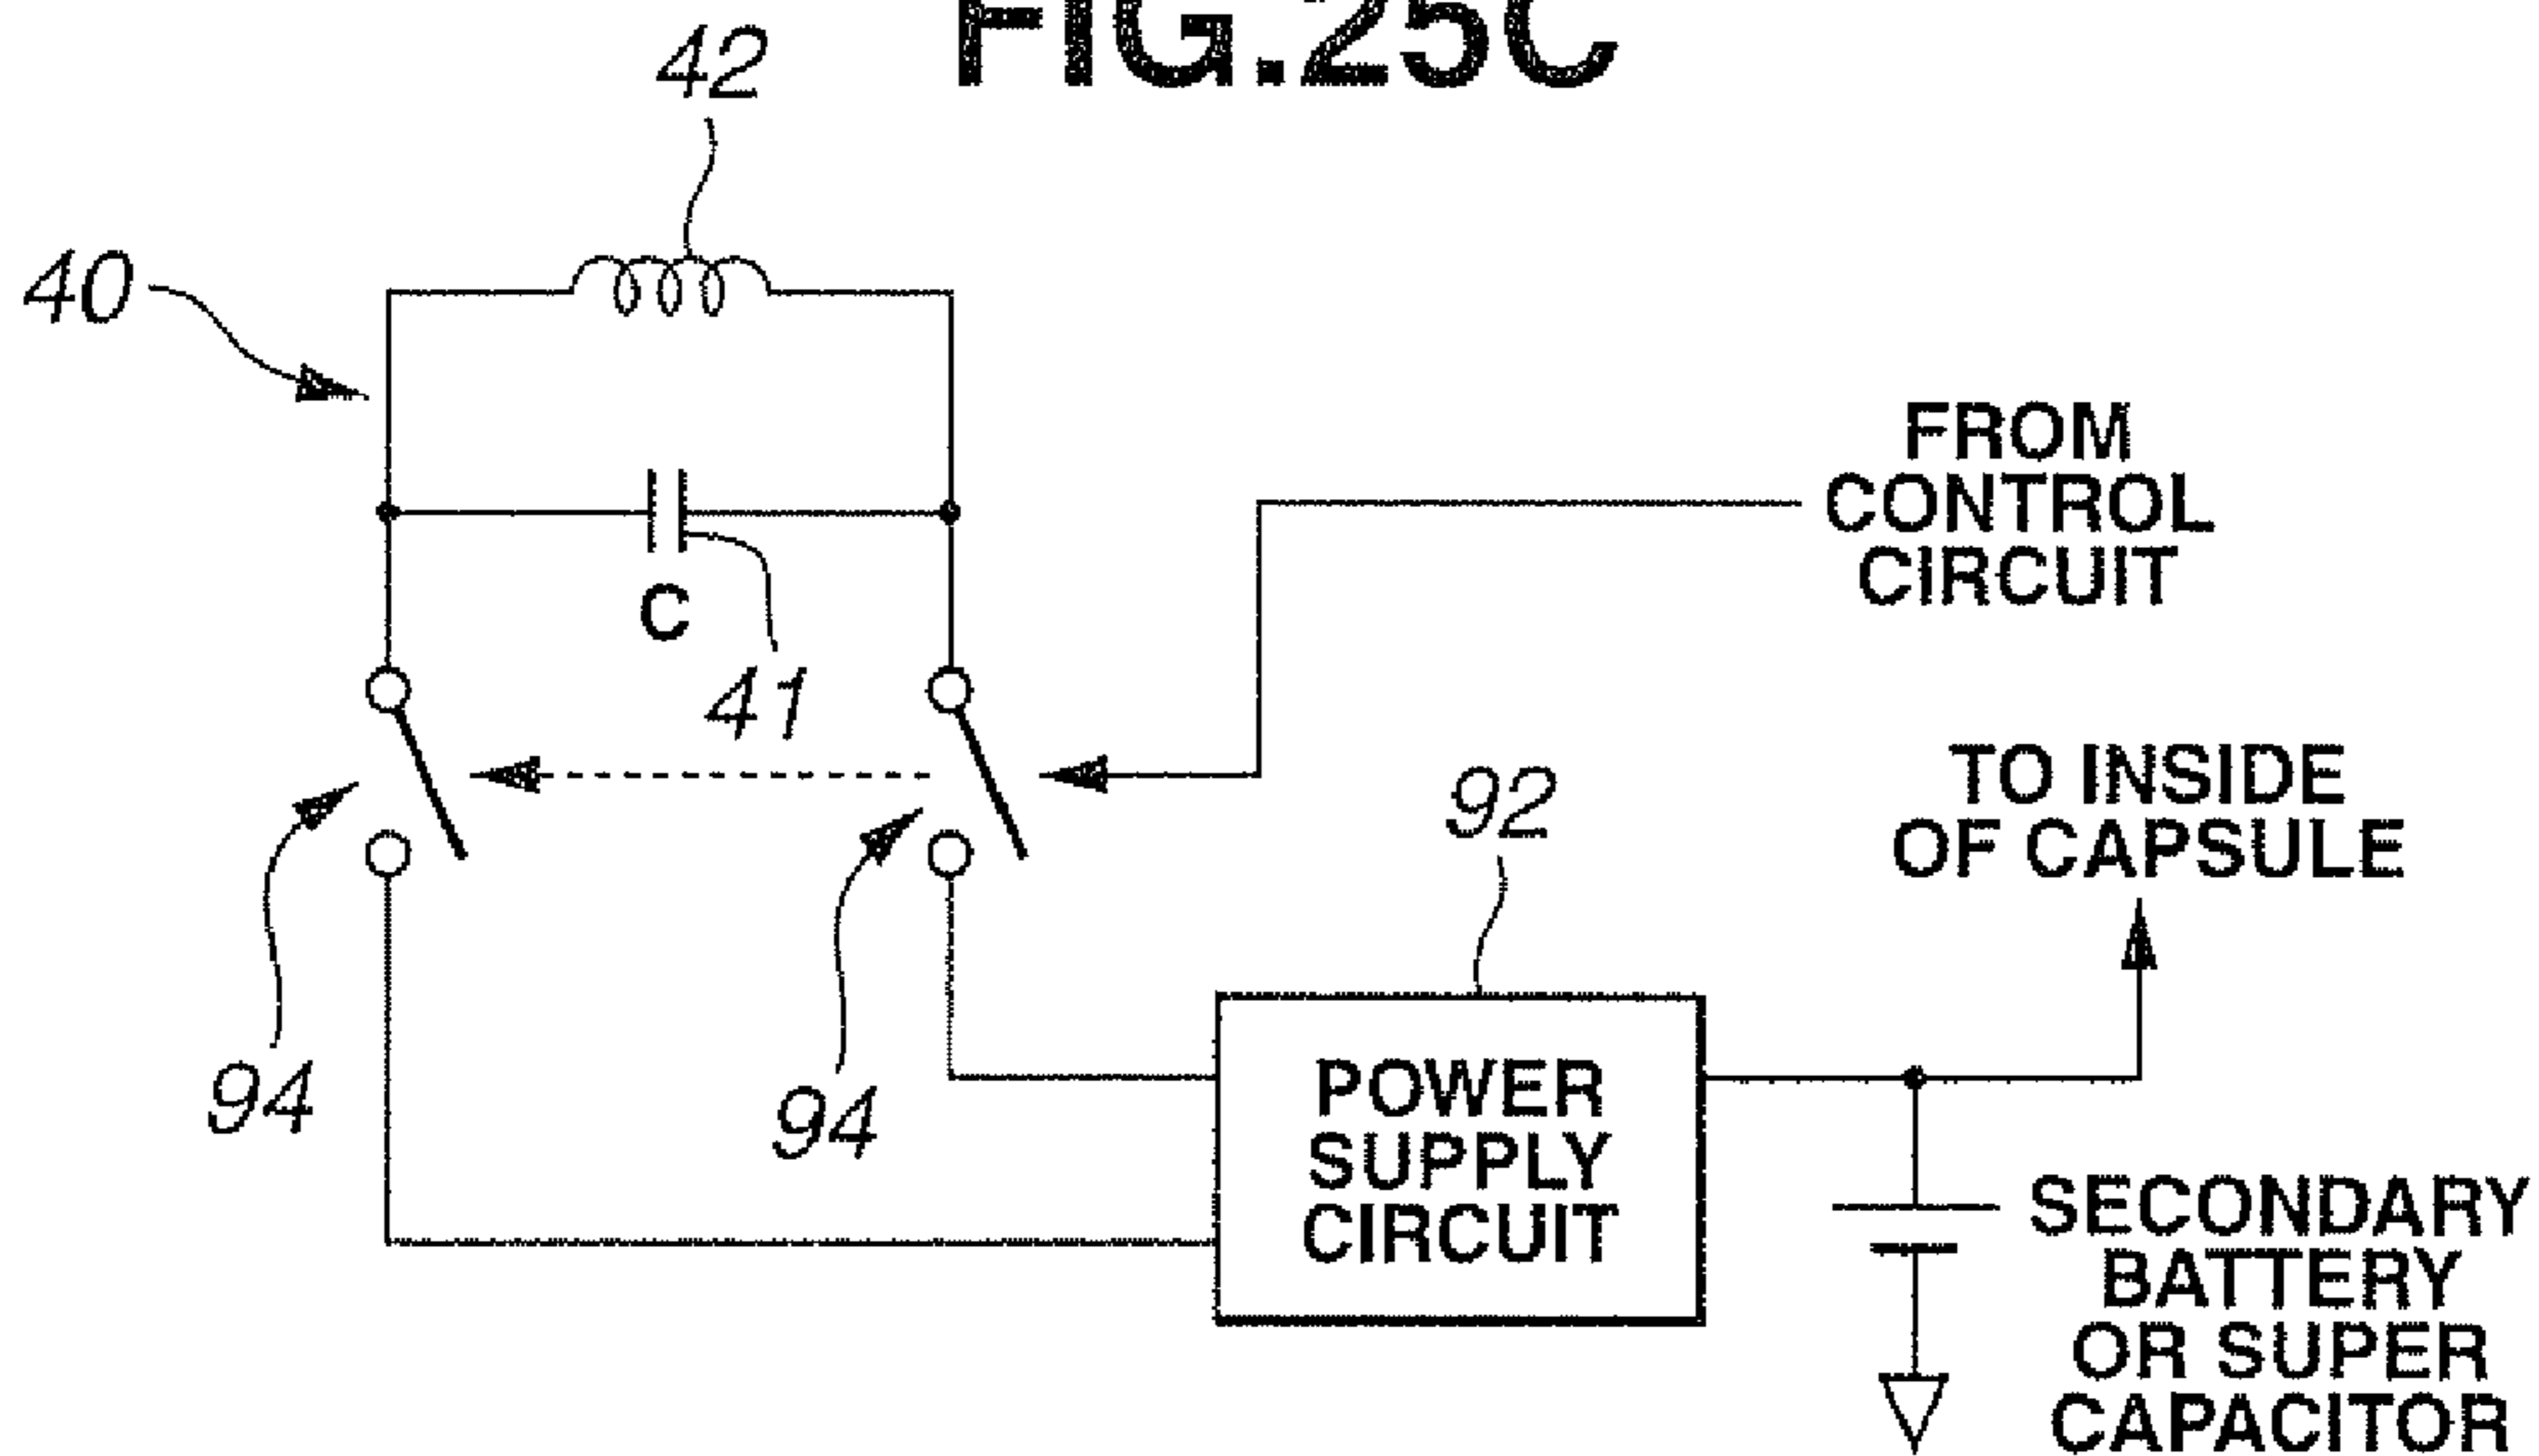 FIG.25C
42
40
FROM
CONTROL
CIRCUIT
C
41
TO INSIDE
OF CAPSULE
92
94
94
POWER
SUPPLY
CIRCUIT
SECONDARY
BATTERY
OR SUPER
CAPACITOR